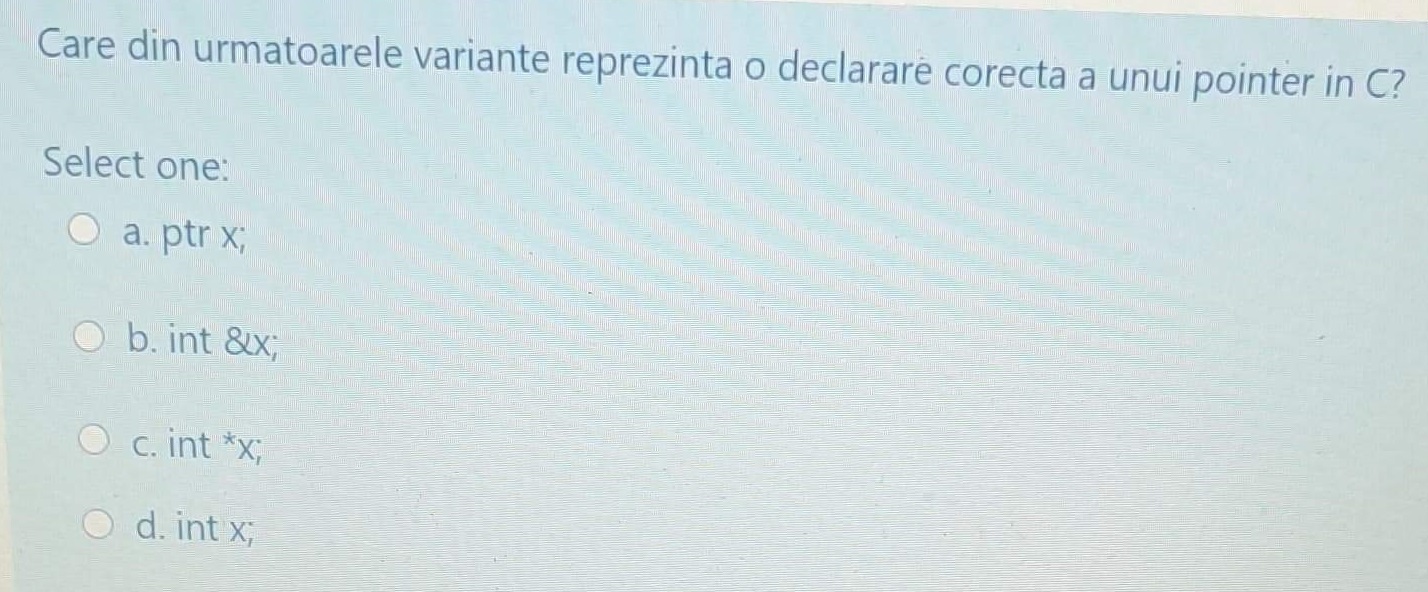 Care din urmatoarele variante reprezinta o declarare corecta a unui pointer in C?
Select one:
a. ptr x;
b. int &x;
c. int *x;
d. int x;